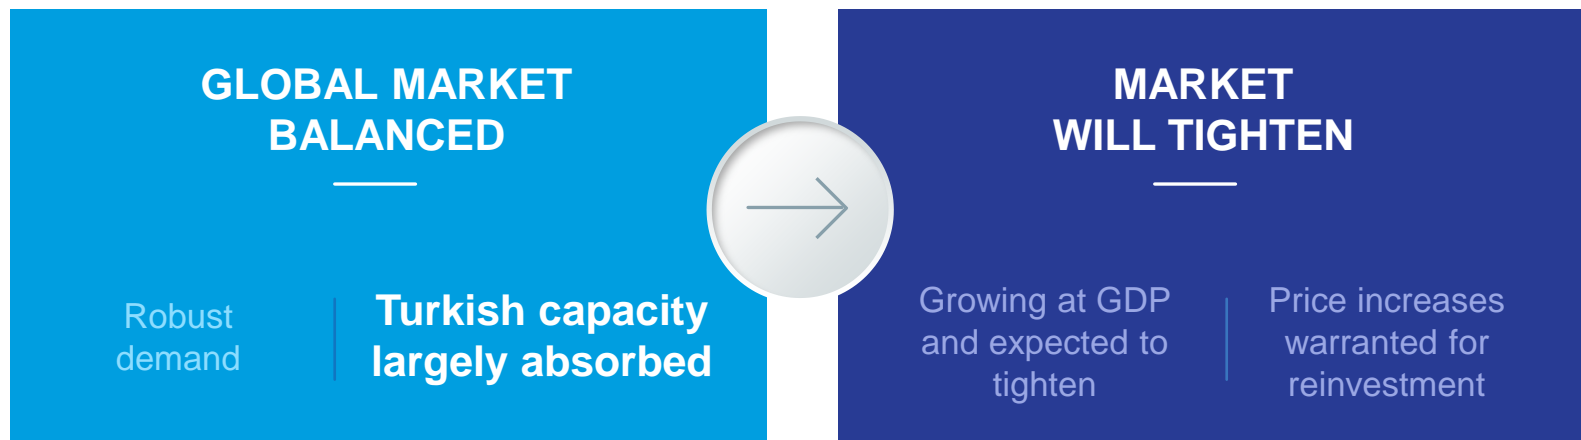 GLOBAL MARKET
BALANCED
Robust
demand
Turkish capacity
largely absorbed
MARKET
WILL TIGHTEN
Growing at GDP
and expected to
tighten
Price increases
warranted for
reinvestment